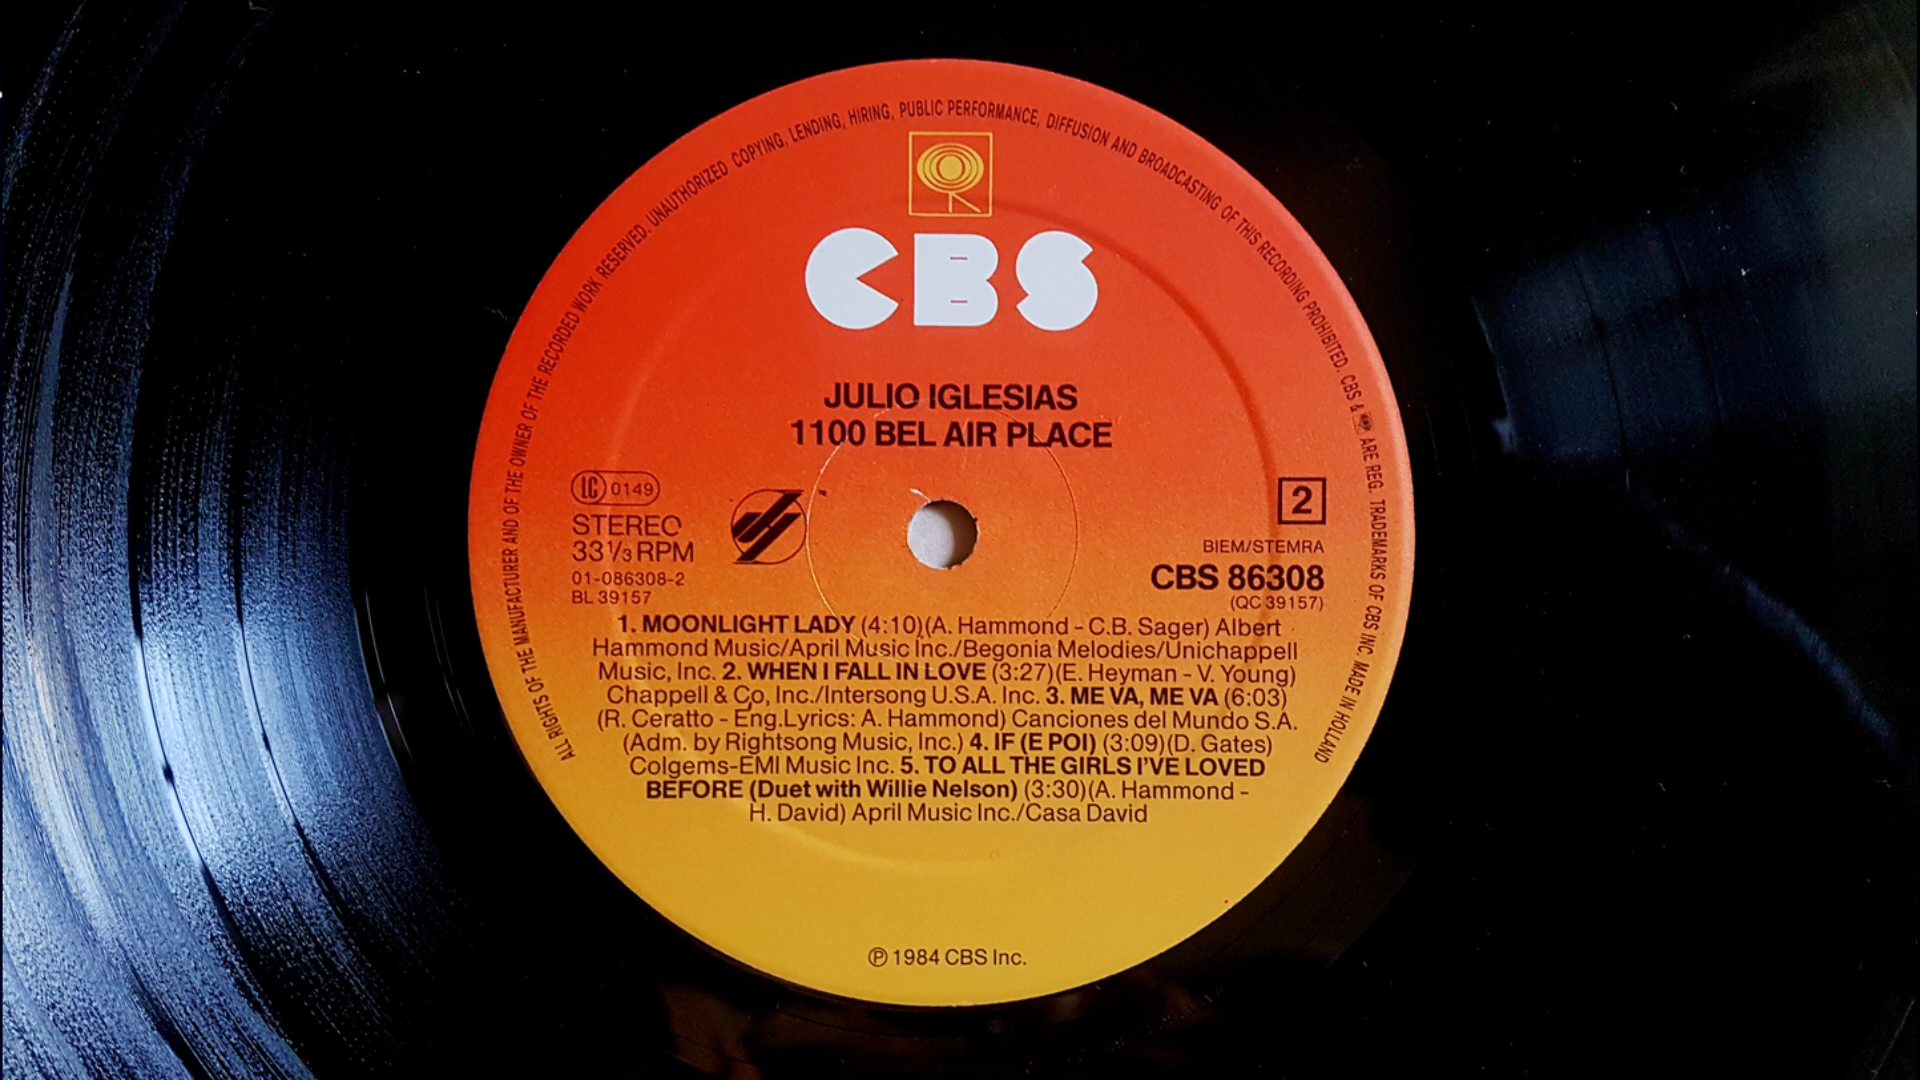 ALL RIGHTS OF THE MANUFACTURER AND OF THE OWNER OF THE RECORDED WORK RESERVED. UNAUTHORIZED COPYING, LENDING, HIRING, PUBLIC PERFORMANCE, DIFFUSION AND BROADCASTING OF THIS RECORDING PROHIBITED. CBS & ARE REG. TRADEMARKS OF CBS INC. MADE IN HOLLAND
CBS
JULIO IGLESIAS
1100 BEL AIR PLACE
LC 0149
STEREO
33⅓ RPM
01-086308-2
BL 39157
2
BIEM/STEMRA
CBS 86308
(QC 39157)
1. MOONLIGHT LADY (4:10)(A. Hammond - C.B. Sager) Albert
Hammond Music/April Music Inc./Begonia Melodies/Unichappell
Music, Inc. 2. WHEN I FALL IN LOVE (3:27)(E. Heyman - V. Young)
Chappell & Co, Inc./Intersong U.S.A. Inc. 3. ME VA, ME VA (6:03)
(R. Ceratto - Eng.Lyrics: A. Hammond) Canciones del Mundo S.A.
(Adm. by Rightsong Music, Inc.) 4. IF (E POI) (3:09)(D. Gates)
Colgems-EMI Music Inc. 5. TO ALL THE GIRLS I'VE LOVED
BEFORE (Duet with Willie Nelson) (3:30)(A. Hammond -
H. David) April Music Inc./Casa David
℗ 1984 CBS Inc.